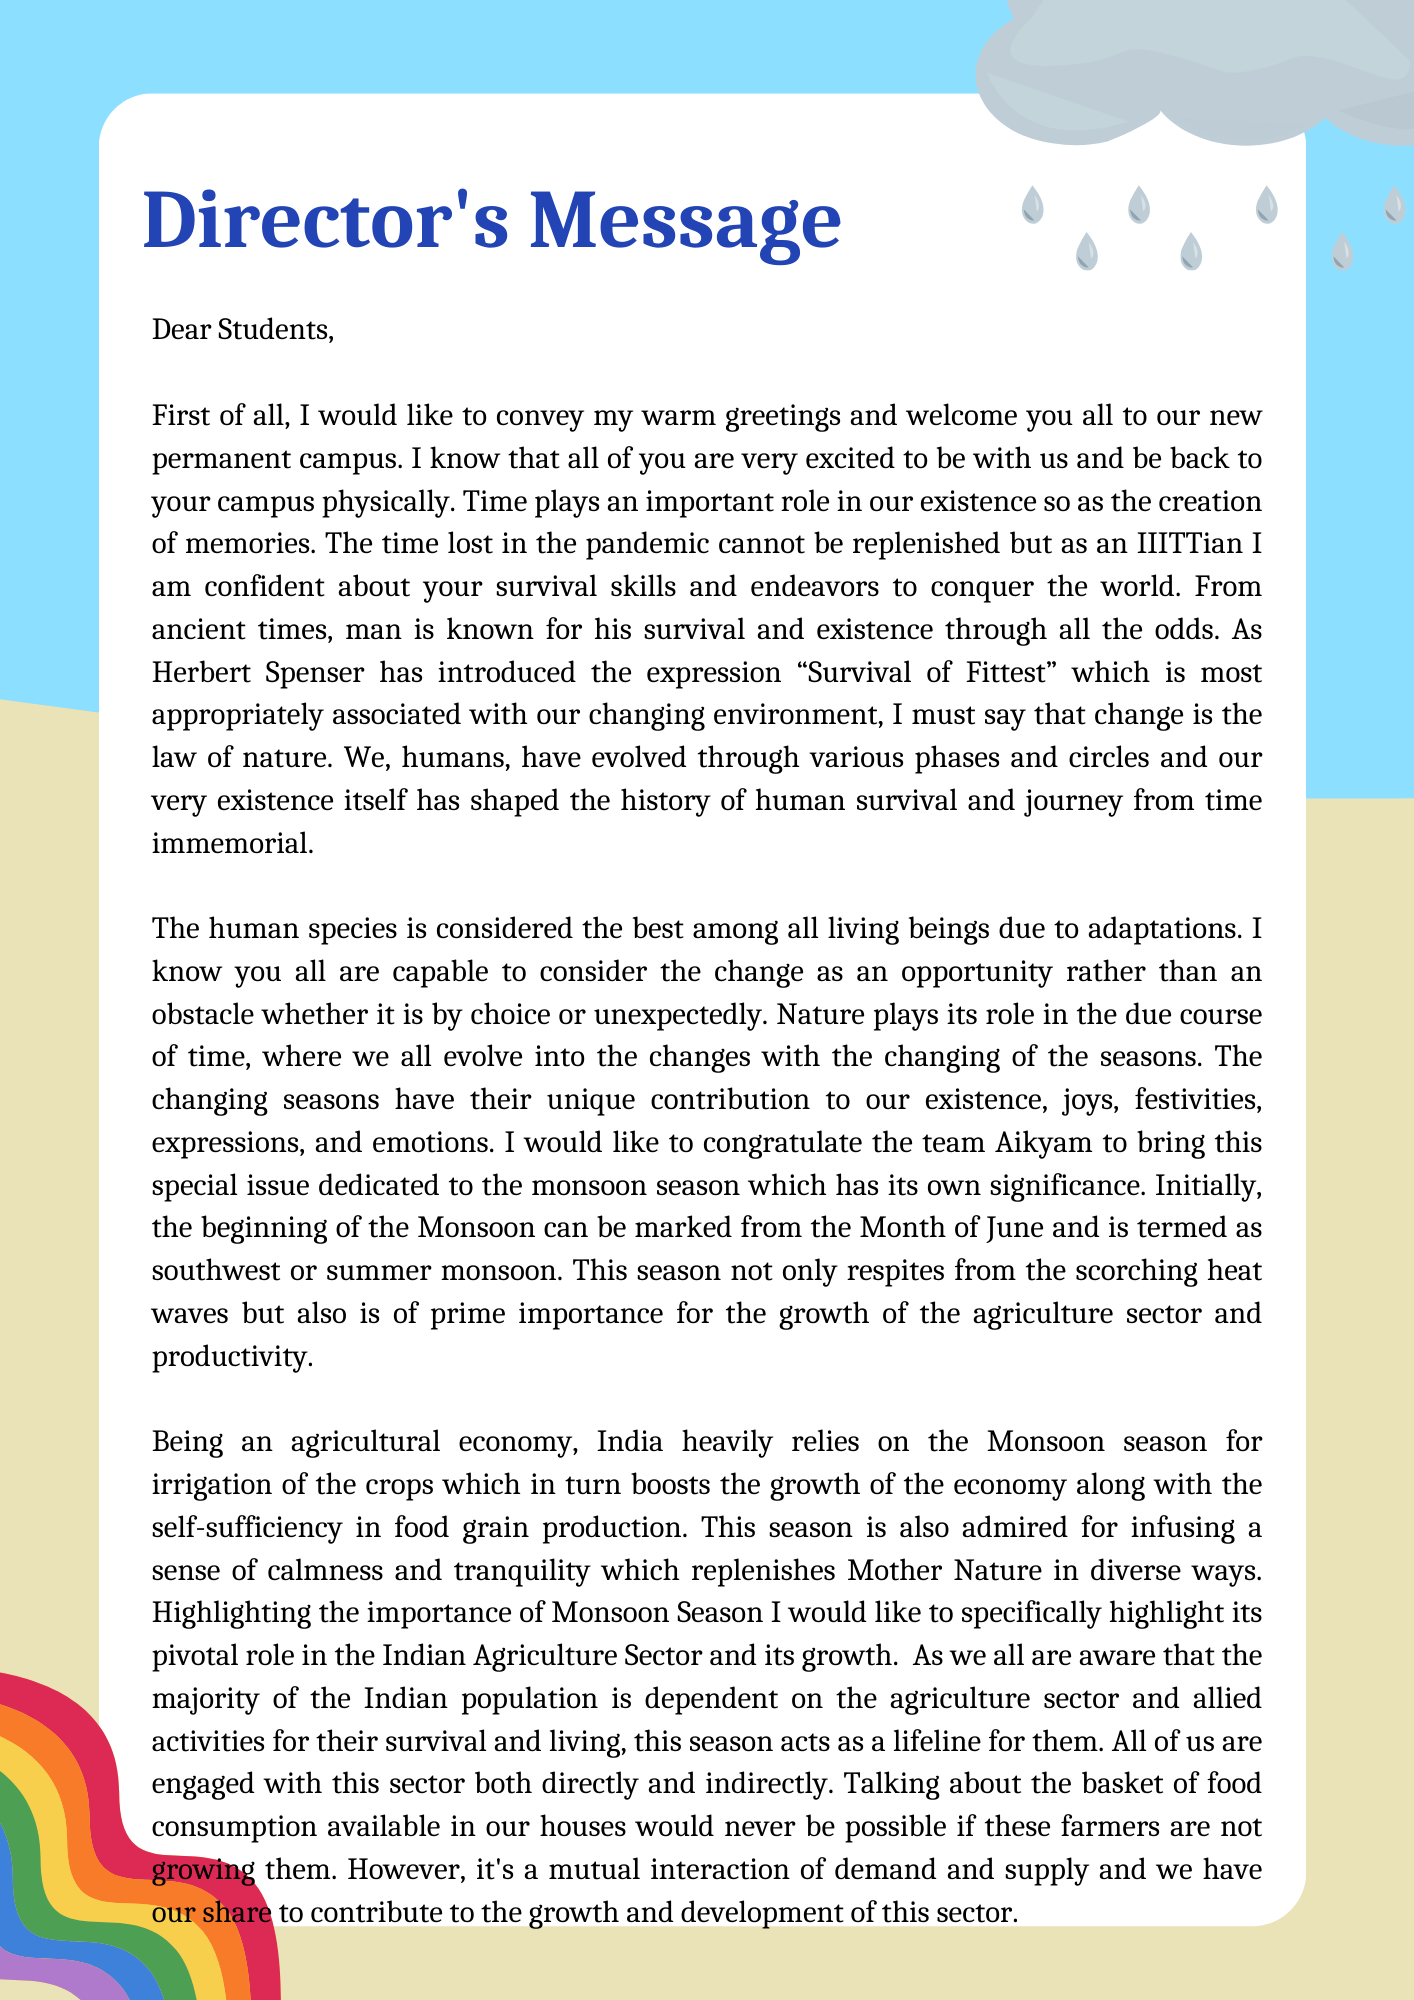 Director's Message
Dear Students,
First of all, I would like to convey my warm greetings and welcome you all to our new
permanent campus. I know that all of you are very excited to be with us and be back to
your campus physically. Time plays an important role in our existence so as the creation
of memories. The time lost in the pandemic cannot be replenished but as an IIITTian I
am confident about your survival skills and endeavors to conquer the world. From
ancient times, man is known for his survival and existence through all the odds. As
Herbert Spenser has introduced the expression “Survival of Fittest” which is most
appropriately associated with our changing environment, I must say that change is the
law of nature. We, humans, have evolved through various phases and circles and our
very existence itself has shaped the history of human survival and journey from time
immemorial.
The human species is considered the best among all living beings due to adaptations. I
know you all are capable to consider the change as an opportunity rather than an
obstacle whether it is by choice or unexpectedly. Nature plays its role in the due course
of time, where we all evolve into the changes with the changing of the seasons. The
changing seasons have their unique contribution to our existence, joys, festivities,
expressions, and emotions. I would like to congratulate the team Aikyam to bring this
special issue dedicated to the monsoon season which has its own significance. Initially,
the beginning of the Monsoon can be marked from the Month of June and is termed as
southwest or summer monsoon. This season not only respites from the scorching heat
waves but also is of prime importance for the growth of the agriculture sector and
productivity.
Being an agricultural economy, India heavily relies on the Monsoon season for
irrigation of the crops which in turn boosts the growth of the economy along with the
self-sufficiency in food grain production. This season is also admired for infusing a
sense of calmness and tranquility which replenishes Mother Nature in diverse ways.
Highlighting the importance of Monsoon Season I would like to specifically highlight its
pivotal role in the Indian Agriculture Sector and its growth.  As we all are aware that the
majority of the Indian population is dependent on the agriculture sector and allied
activities for their survival and living, this season acts as a lifeline for them. All of us are
engaged with this sector both directly and indirectly. Talking about the basket of food
consumption available in our houses would never be possible if these farmers are not
growing them. However, it's a mutual interaction of demand and supply and we have
our share to contribute to the growth and development of this sector.